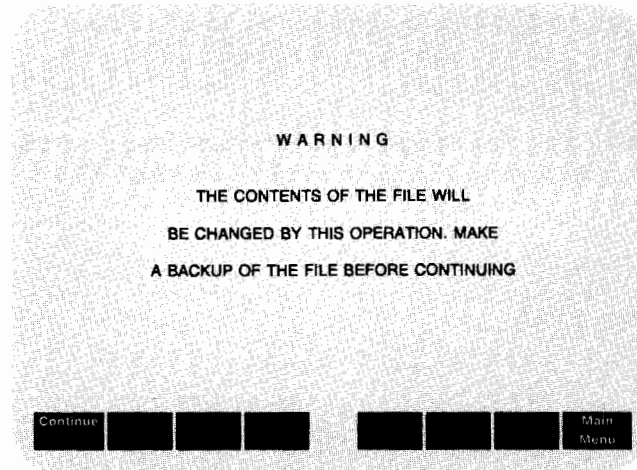 W A R N I N G
THE CONTENTS OF THE FILE WILL
BE CHANGED BY THIS OPERATION. MAKE
A BACKUP OF THE FILE BEFORE CONTINUING
Continue
Main
Menu